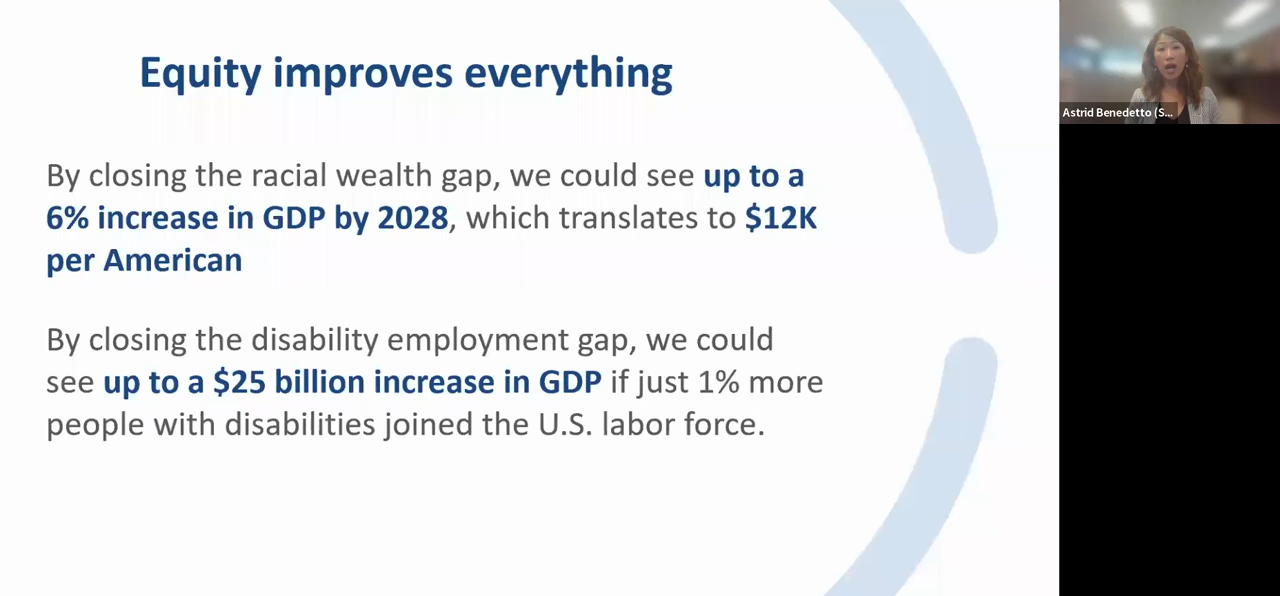 Equity improves everything
By closing the racial wealth gap, we could see up to a
6% increase in GDP by 2028, which translates to $12K
per American
By closing the disability employment gap, we could
see up to a $25 billion increase in GDP if just 1% more
people with disabilities joined the U.S. labor force.
Astrid Benedetto (S...